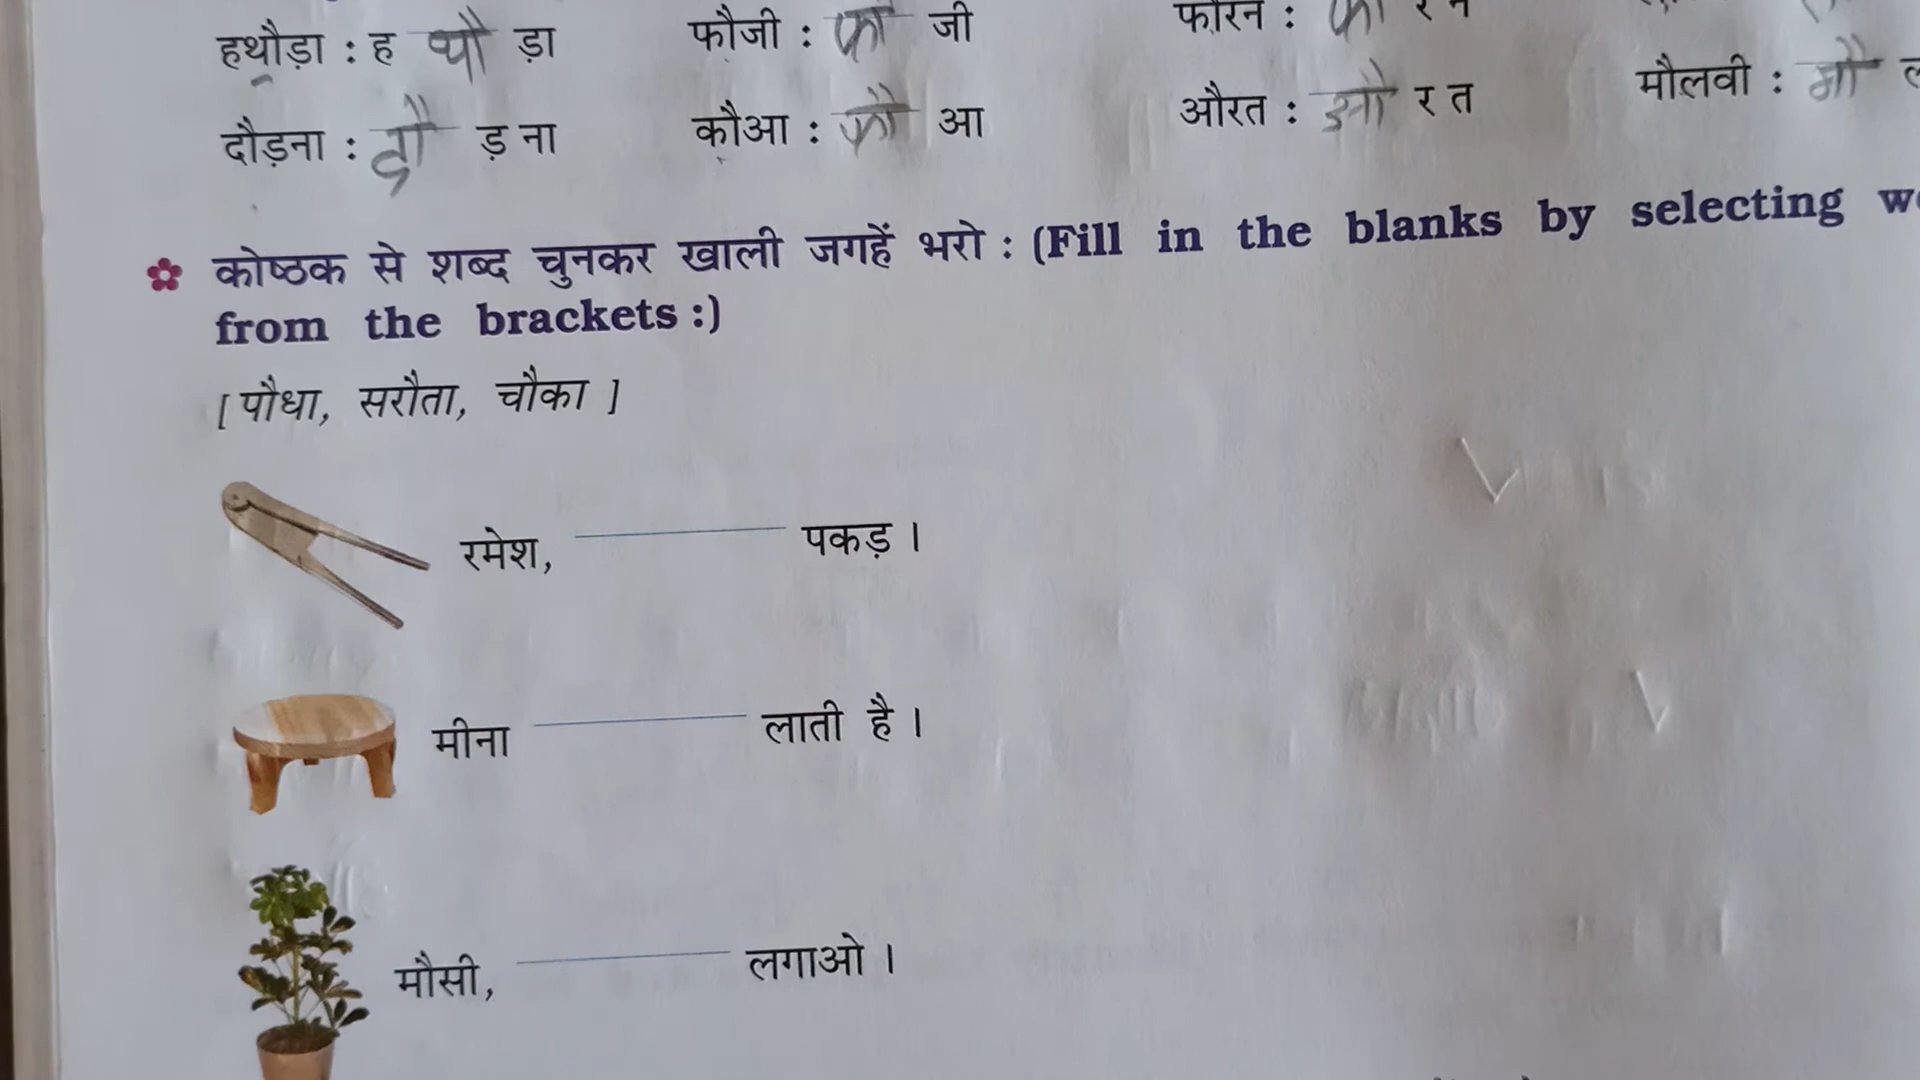 हथौड़ा : ह थौ ड़ा फौजी : फौ जी फौरन : फौ र न
दौड़ना : दौ ड़ ना कौआ : कौ आ औरत : औ र त मौलवी : मौ ल
कोष्ठक से शब्द चुनकर खाली जगहें भरो : (Fill in the blanks by selecting
from the brackets :)
[ पौधा, सरौता, चौका ]
रमेश, पकड़ ।
मीना लाती है ।
मौसी, लगाओ ।